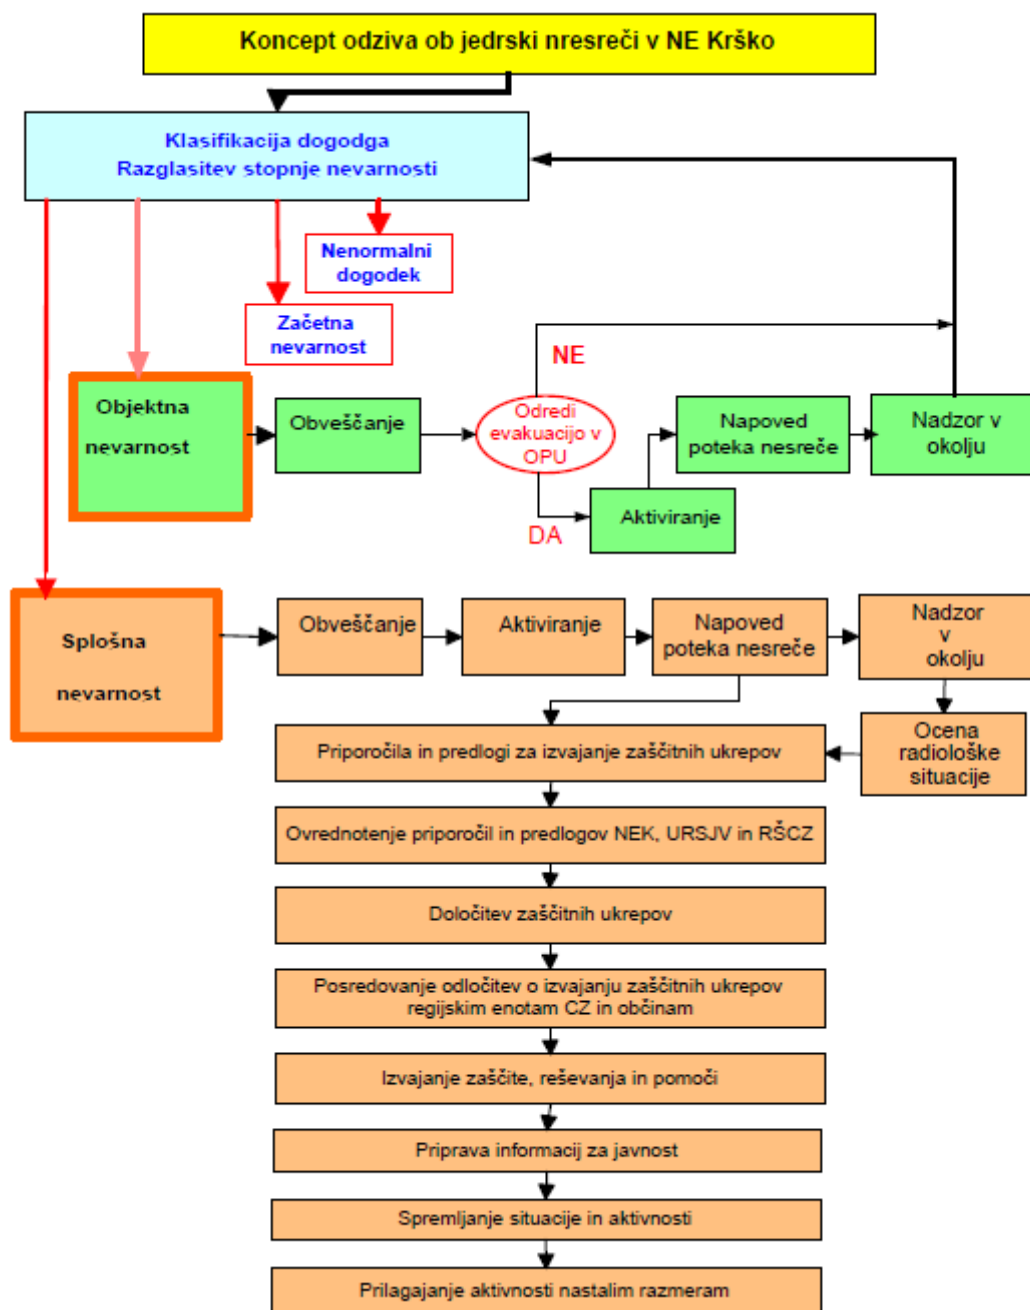 Koncept odziva ob jedrski nresreči v NE Krško
Klasifikacija dogodga
Razglasitev stopnje nevarnosti
Nenormalni
dogodek
Začetna
nevarnost
NE
Objektna
nevarnost
Obveščanje
Odredi
evakuacijo v
OPU
Napoved
poteka nesreče
Nadzor v
okolju
Aktiviranje
DA
Splošna
nevarnost
Obveščanje
Aktiviranje
Napoved
poteka nesreče
Nadzor
v
okolju
Ocena
radiološke
situacije
Priporočila in predlogi za izvajanje zaščitnih ukrepov
Ovrednotenje priporočil in predlogov NEK, URSJV in RŠCZ
Določitev zaščitnih ukrepov
Posredovanje odločitev o izvajanju zaščitnih ukrepov
regijskim enotam CZ in občinam
Izvajanje zaščite, reševanja in pomoči
Priprava informacij za javnost
Spremljanje situacije in aktivnosti
Prilagajanje aktivnosti nastalim razmeram